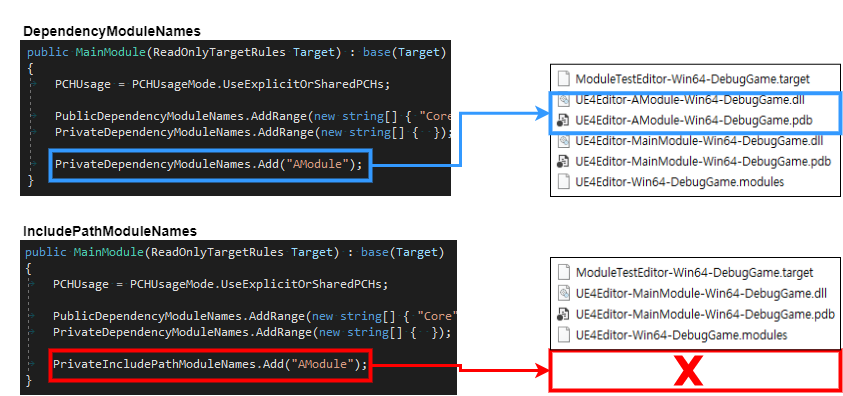 DependencyModuleNames
public MainModule(ReadOnlyTargetRules Target) : base(Target)
{
PCHUsage = PCHUsageMode.UseExplicitOrSharedPCHs;
PublicDependencyModuleNames.AddRange(new string[] { "Core
PrivateDependencyModuleNames.AddRange(new string[] { });
PrivateDependencyModuleNames.Add("AModule");
}
ModuleTestEditor-Win64-DebugGame.target
UE4Editor-AModule-Win64-DebugGame.dll
UE4Editor-AModule-Win64-DebugGame.pdb
UE4Editor-MainModule-Win64-DebugGame.dll
UE4Editor-MainModule-Win64-DebugGame.pdb
UE4Editor-Win64-DebugGame.modules
IncludePathModuleNames
public MainModule(ReadOnlyTargetRules Target) : base(Target)
{
PCHUsage = PCHUsageMode.UseExplicitOrSharedPCHs;
PublicDependencyModuleNames.AddRange(new string[] { "Core"
PrivateDependencyModuleNames.AddRange(new string[] { });
PrivateIncludePathModuleNames.Add("AModule");
}
ModuleTestEditor-Win64-DebugGame.target
UE4Editor-MainModule-Win64-DebugGame.dll
UE4Editor-MainModule-Win64-DebugGame.pdb
UE4Editor-Win64-DebugGame.modules
X